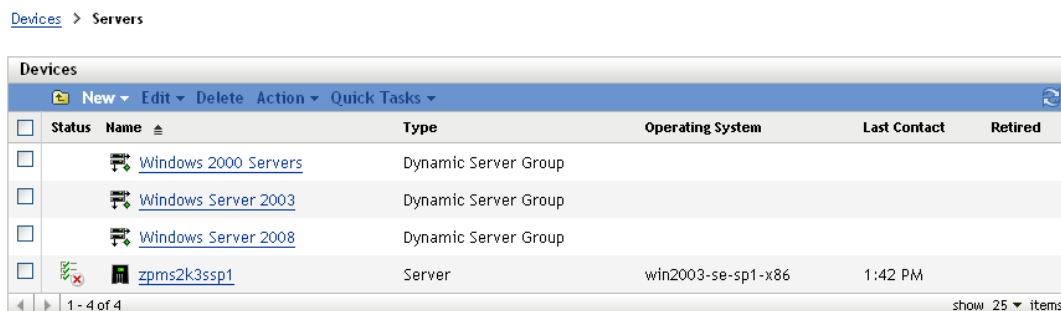 Devices > Servers
Devices
New Edit Delete Action Quick Tasks
Status Name Type Operating System Last Contact Retired
Windows 2000 Servers Dynamic Server Group
Windows Server 2003 Dynamic Server Group
Windows Server 2008 Dynamic Server Group
zpms2k3ssp1 Server win2003-se-sp1-x86 1:42 PM
1 - 4 of 4 show 25 items